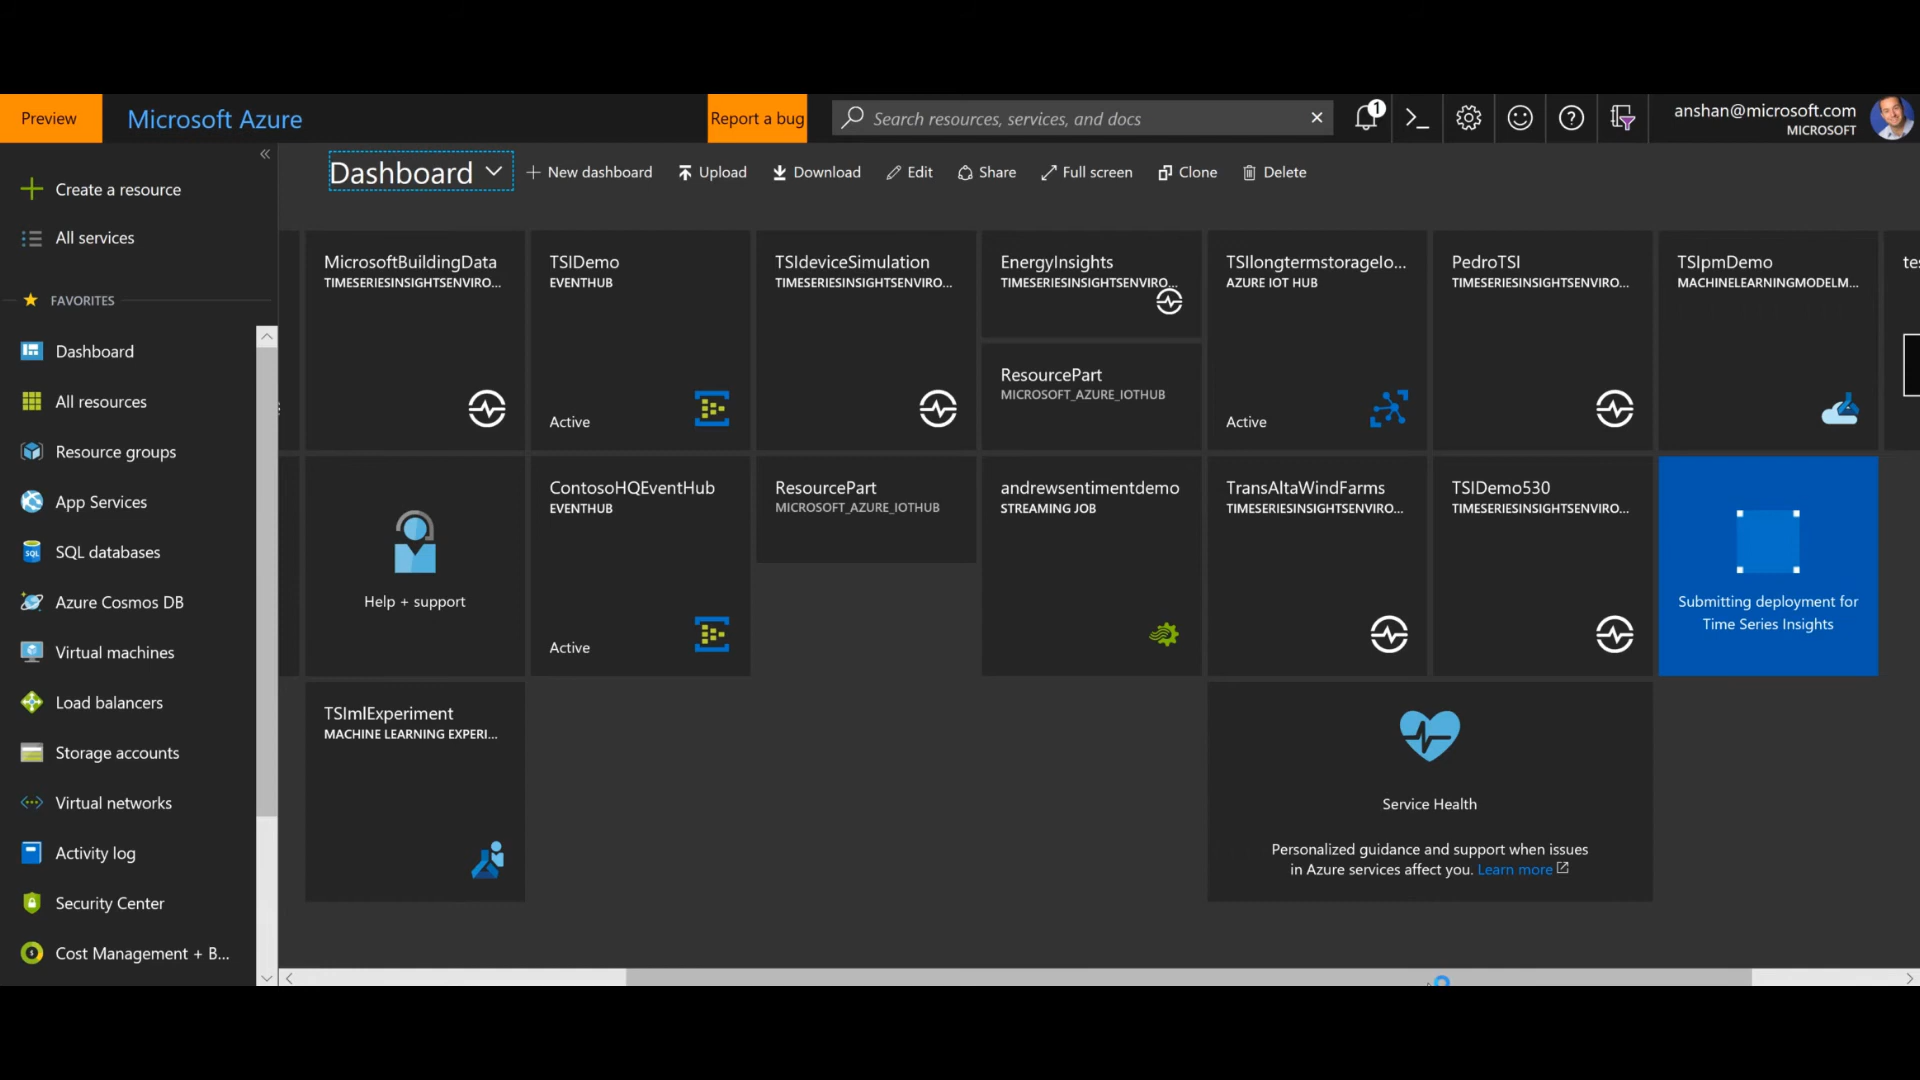 Preview
Microsoft Azure
Report a bug
Search resources, services, and docs
1
anshan@microsoft.com
MICROSOFT
Dashboard
New dashboard
Upload
Download
Edit
Share
Full screen
Clone
Delete
Create a resource
All services
FAVORITES
Dashboard
All resources
Resource groups
App Services
SQL databases
Azure Cosmos DB
Virtual machines
Load balancers
Storage accounts
Virtual networks
Activity log
Security Center
Cost Management + B...
MicrosoftBuildingData
TIMESERIESINSIGHTSENVIRO...
TSIDemo
EVENTHUB
Active
TSIdeviceSimulation
TIMESERIESINSIGHTSENVIRO...
EnergyInsights
TIMESERIESINSIGHTSENVIRO...
ResourcePart
MICROSOFT_AZURE_IOTHUB
TSIlongtermstorageIo...
AZURE IOT HUB
Active
PedroTSI
TIMESERIESINSIGHTSENVIRO...
TSIpmDemo
MACHINELEARNINGMODELM...
Help + support
ContosoHQEventHub
EVENTHUB
Active
ResourcePart
MICROSOFT_AZURE_IOTHUB
andrewsentimentdemo
STREAMING JOB
TransAltaWindFarms
TIMESERIESINSIGHTSENVIRO...
TSIDemo530
TIMESERIESINSIGHTSENVIRO...
Submitting deployment for
Time Series Insights
TSImlExperiment
MACHINE LEARNING EXPERI...
Service Health
Personalized guidance and support when issues
in Azure services affect you. Learn more